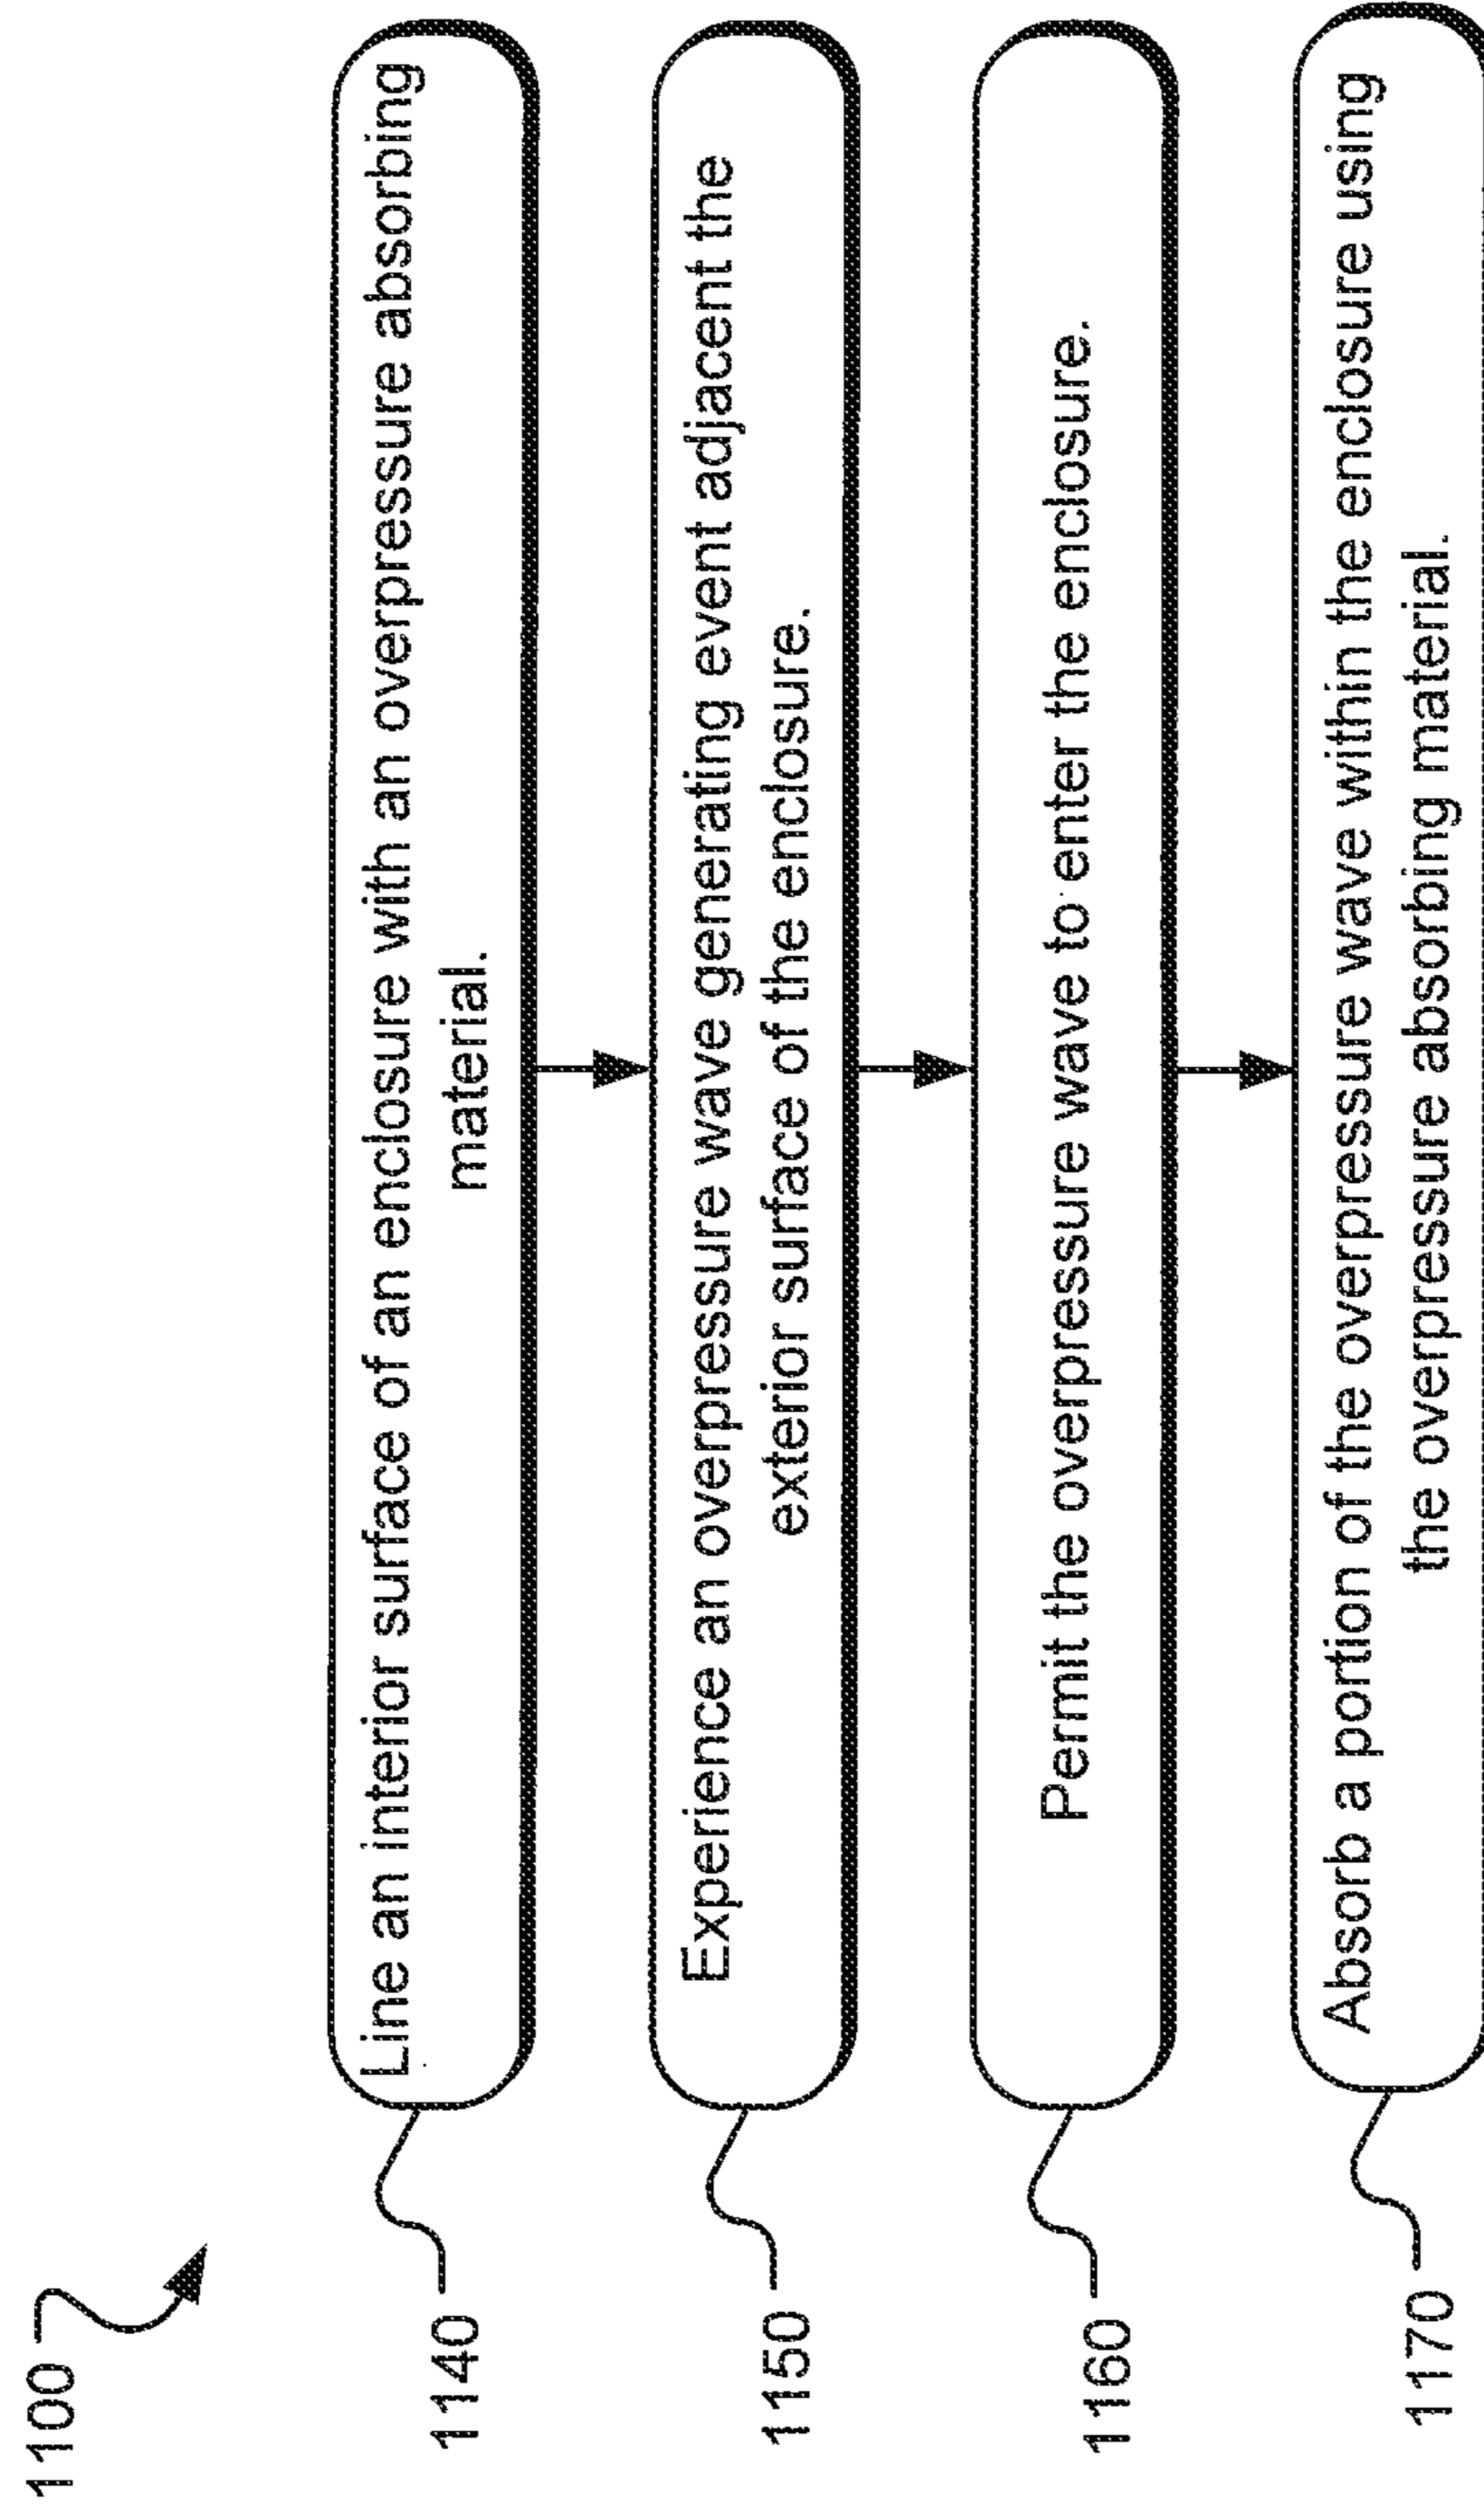 1100
1140
Line an interior surface of an enclosure with an overpressure absorbing
material.
1150
Experience an overpressure wave generating event adjacent the
exterior surface of the enclosure.
1160
Permit the overpressure wave to enter the enclosure.
1170
Absorb a portion of the overpressure wave within the enclosure using
the overpressure absorbing material.